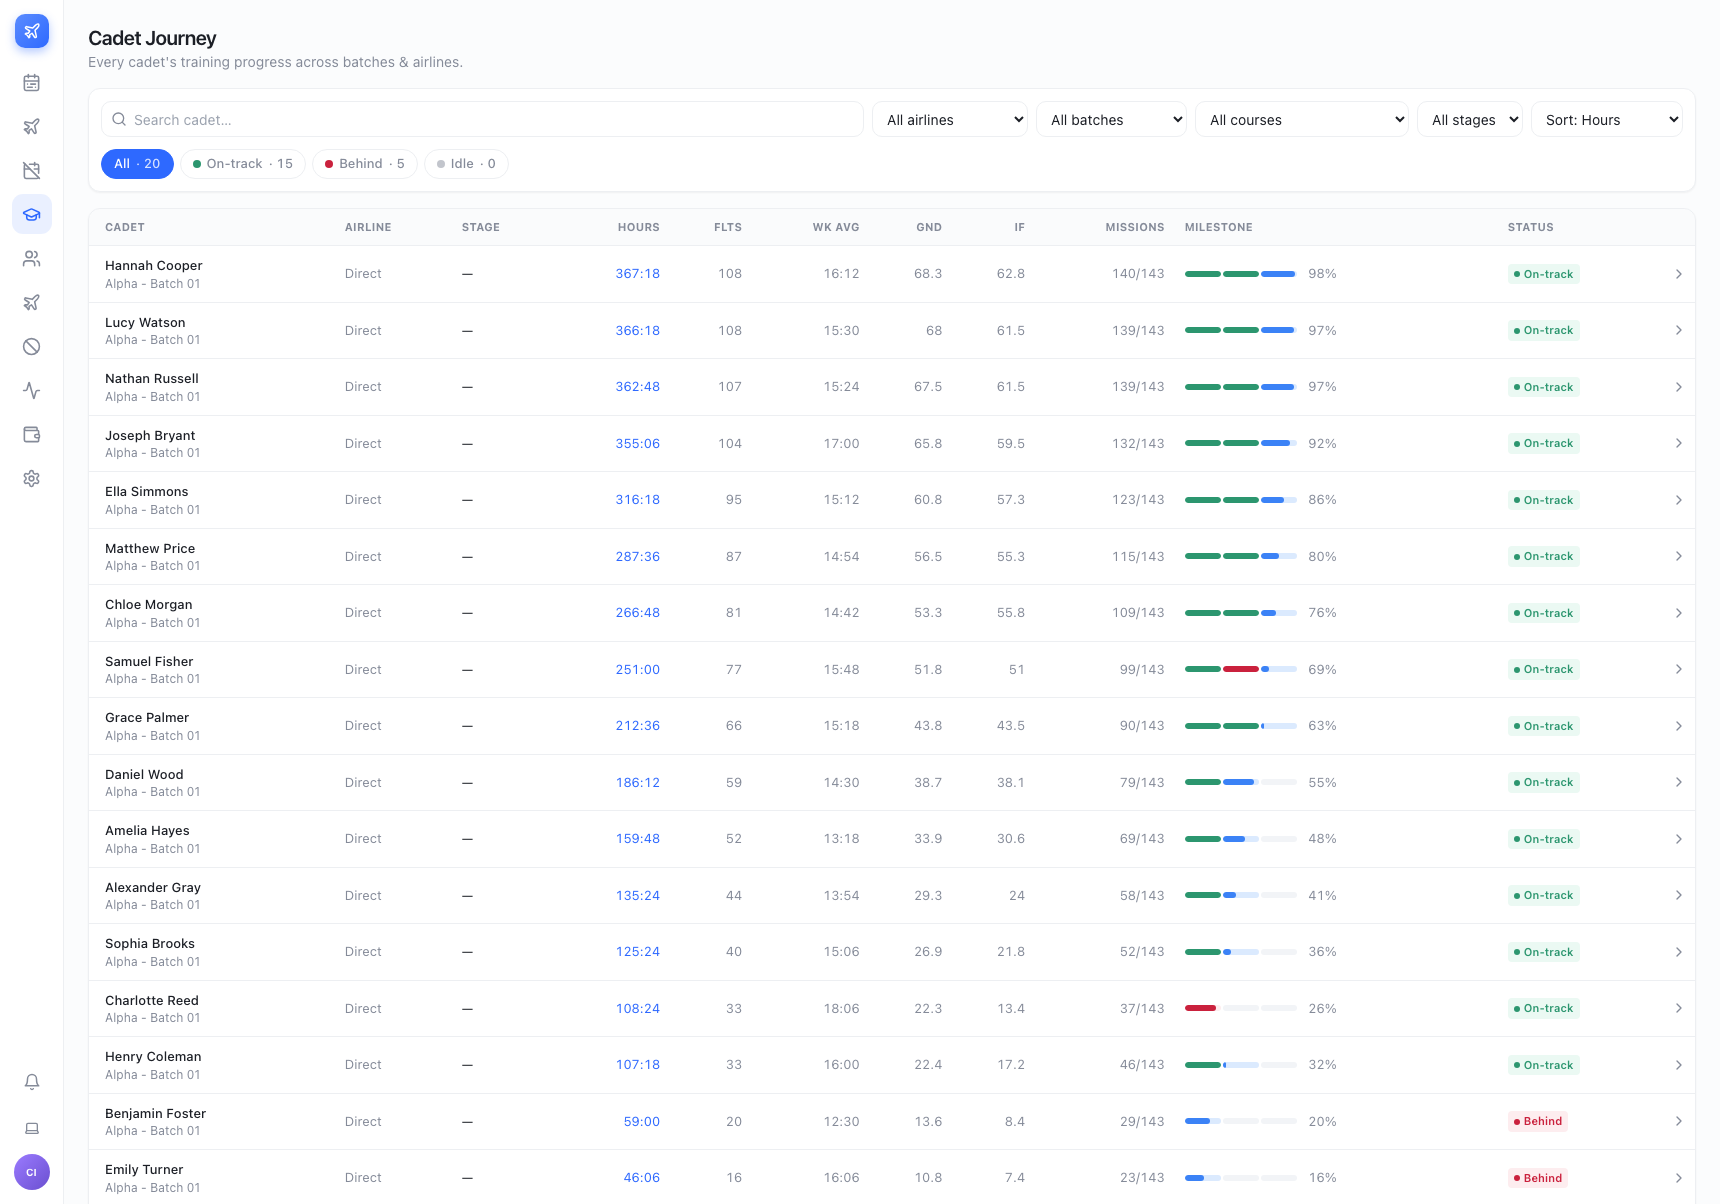 Cadet Journey
Every cadet's training progress across batches & airlines.
Search cadet...
All airlines
All batches
All courses
All stages
Sort: Hours
All · 20
On-track · 15
Behind · 5
Idle · 0
CADET AIRLINE STAGE HOURS FLTS WK AVG GND IF MISSIONS MILESTONE STATUS
Hannah Cooper
Alpha - Batch 01
Direct — 367:18 108 16:12 68.3 62.8 140/143 98% On-track
Lucy Watson
Alpha - Batch 01
Direct — 366:18 108 15:30 68 61.5 139/143 97% On-track
Nathan Russell
Alpha - Batch 01
Direct — 362:48 107 15:24 67.5 61.5 139/143 97% On-track
Joseph Bryant
Alpha - Batch 01
Direct — 355:06 104 17:00 65.8 59.5 132/143 92% On-track
Ella Simmons
Alpha - Batch 01
Direct — 316:18 95 15:12 60.8 57.3 123/143 86% On-track
Matthew Price
Alpha - Batch 01
Direct — 287:36 87 14:54 56.5 55.3 115/143 80% On-track
Chloe Morgan
Alpha - Batch 01
Direct — 266:48 81 14:42 53.3 55.8 109/143 76% On-track
Samuel Fisher
Alpha - Batch 01
Direct — 251:00 77 15:48 51.8 51 99/143 69% On-track
Grace Palmer
Alpha - Batch 01
Direct — 212:36 66 15:18 43.8 43.5 90/143 63% On-track
Daniel Wood
Alpha - Batch 01
Direct — 186:12 59 14:30 38.7 38.1 79/143 55% On-track
Amelia Hayes
Alpha - Batch 01
Direct — 159:48 52 13:18 33.9 30.6 69/143 48% On-track
Alexander Gray
Alpha - Batch 01
Direct — 135:24 44 13:54 29.3 24 58/143 41% On-track
Sophia Brooks
Alpha - Batch 01
Direct — 125:24 40 15:06 26.9 21.8 52/143 36% On-track
Charlotte Reed
Alpha - Batch 01
Direct — 108:24 33 18:06 22.3 13.4 37/143 26% On-track
Henry Coleman
Alpha - Batch 01
Direct — 107:18 33 16:00 22.4 17.2 46/143 32% On-track
Benjamin Foster
Alpha - Batch 01
Direct — 59:00 20 12:30 13.6 8.4 29/143 20% Behind
Emily Turner
Alpha - Batch 01
Direct — 46:06 16 16:06 10.8 7.4 23/143 16% Behind
CI